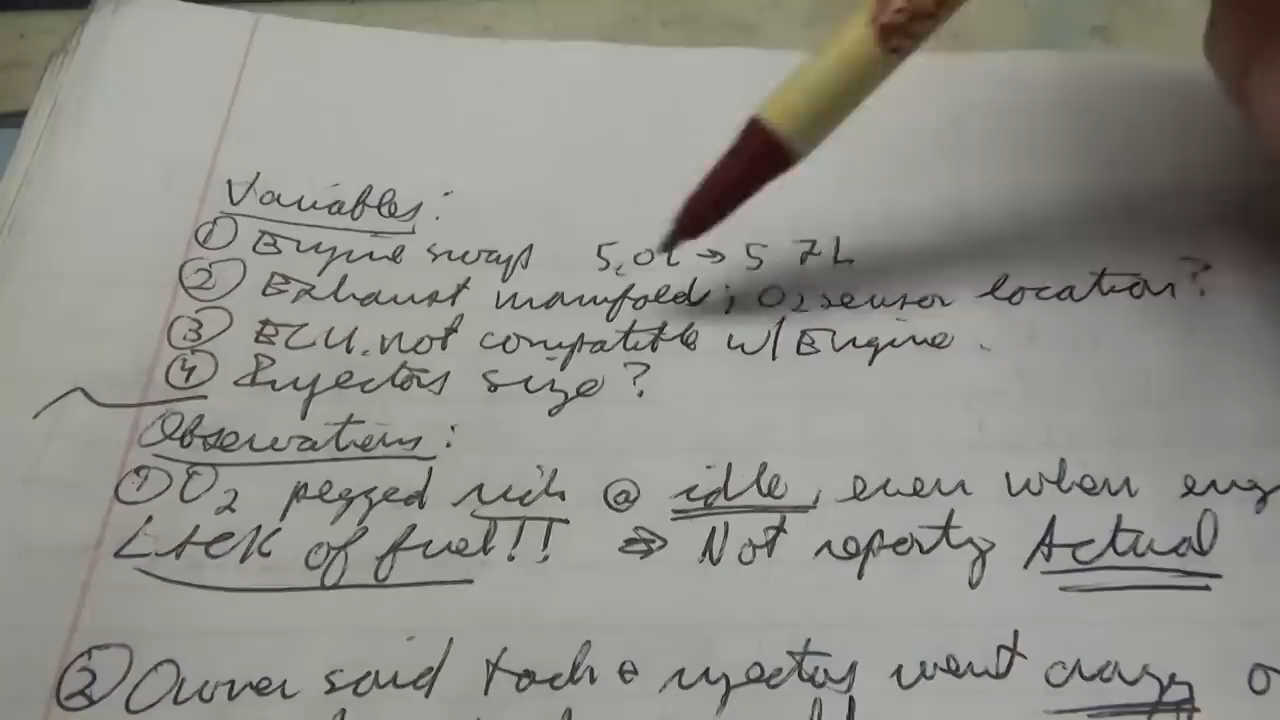 Variables:
① Engine swap 5.0L → 5.7L
② Exhaust manifold; O2 sensor location?
③ ECU not compatible w/ Engine.
④ Injectors size?
Observations:
① O2 pegged rich @ idle, even when eng
Lack of fuel!! ⇒ Not reporting Actual
② Owner said tach + injectors went crazy